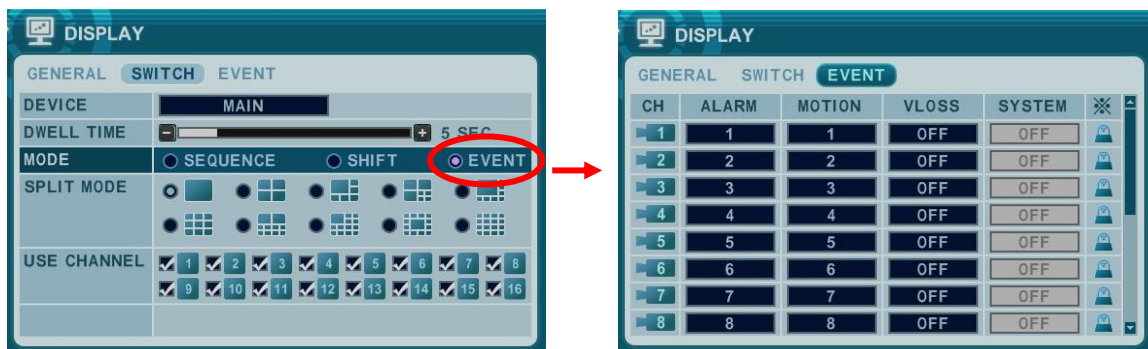 DISPLAY
GENERAL SWITCH EVENT
DEVICE MAIN
DWELL TIME 5 SEC
MODE SEQUENCE SHIFT EVENT
SPLIT MODE
USE CHANNEL 1 2 3 4 5 6 7 8
9 10 11 12 13 14 15 16
DISPLAY
GENERAL SWITCH EVENT
CH ALARM MOTION VLOSS SYSTEM ※
1 1 1 OFF OFF
2 2 2 OFF OFF
3 3 3 OFF OFF
4 4 4 OFF OFF
5 5 5 OFF OFF
6 6 6 OFF OFF
7 7 7 OFF OFF
8 8 8 OFF OFF